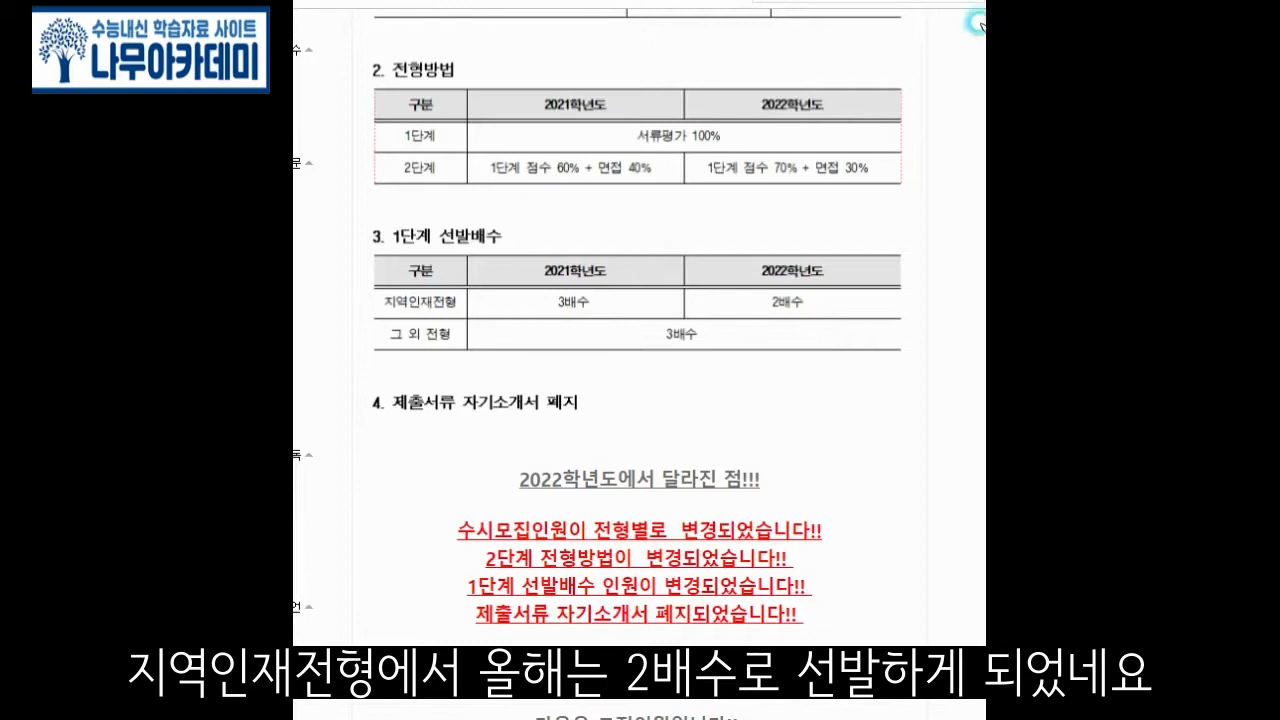 수능내신 학습자료 사이트
나무아카데미
수
2. 전형방법
구분 2021학년도 2022학년도
1단계 서류평가 100%
문
2단계 1단계 점수 60% + 면접 40% 1단계 점수 70% + 면접 30%
3. 1단계 선발배수
구분 2021학년도 2022학년도
지역인재전형 3배수 2배수
그 외 전형 3배수
4. 제출서류 자기소개서 폐지
2022학년도에서 달라진 점!!!
수시모집인원이 전형별로 변경되었습니다!!
2단계 전형방법이 변경되었습니다!!
1단계 선발배수 인원이 변경되었습니다!!
제출서류 자기소개서 폐지되었습니다!!
지역인재전형에서 올해는 2배수로 선발하게 되었네요